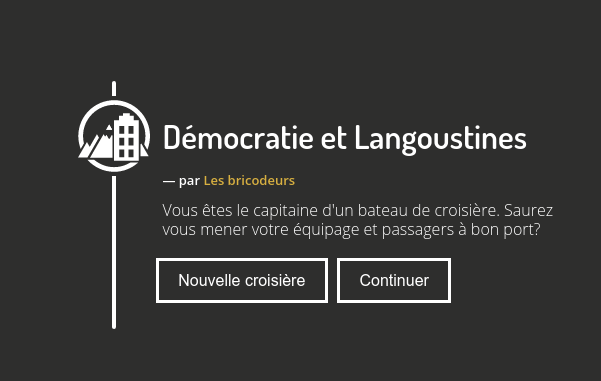 Démocratie et Langoustines
— par Les bricodeurs
Vous êtes le capitaine d'un bateau de croisière. Saurez
vous mener votre équipage et passagers à bon port?
Nouvelle croisière Continuer